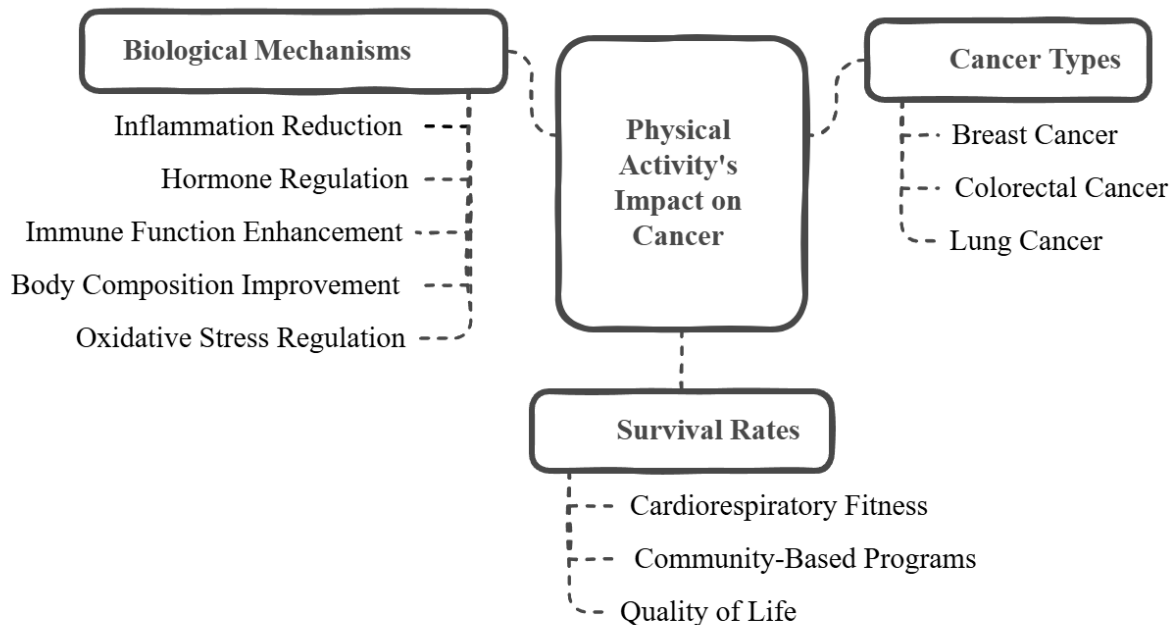 Biological Mechanisms
Inflammation Reduction
Hormone Regulation
Immune Function Enhancement
Body Composition Improvement
Oxidative Stress Regulation
Physical
Activity's
Impact on
Cancer
Cancer Types
Breast Cancer
Colorectal Cancer
Lung Cancer
Survival Rates
Cardiorespiratory Fitness
Community-Based Programs
Quality of Life